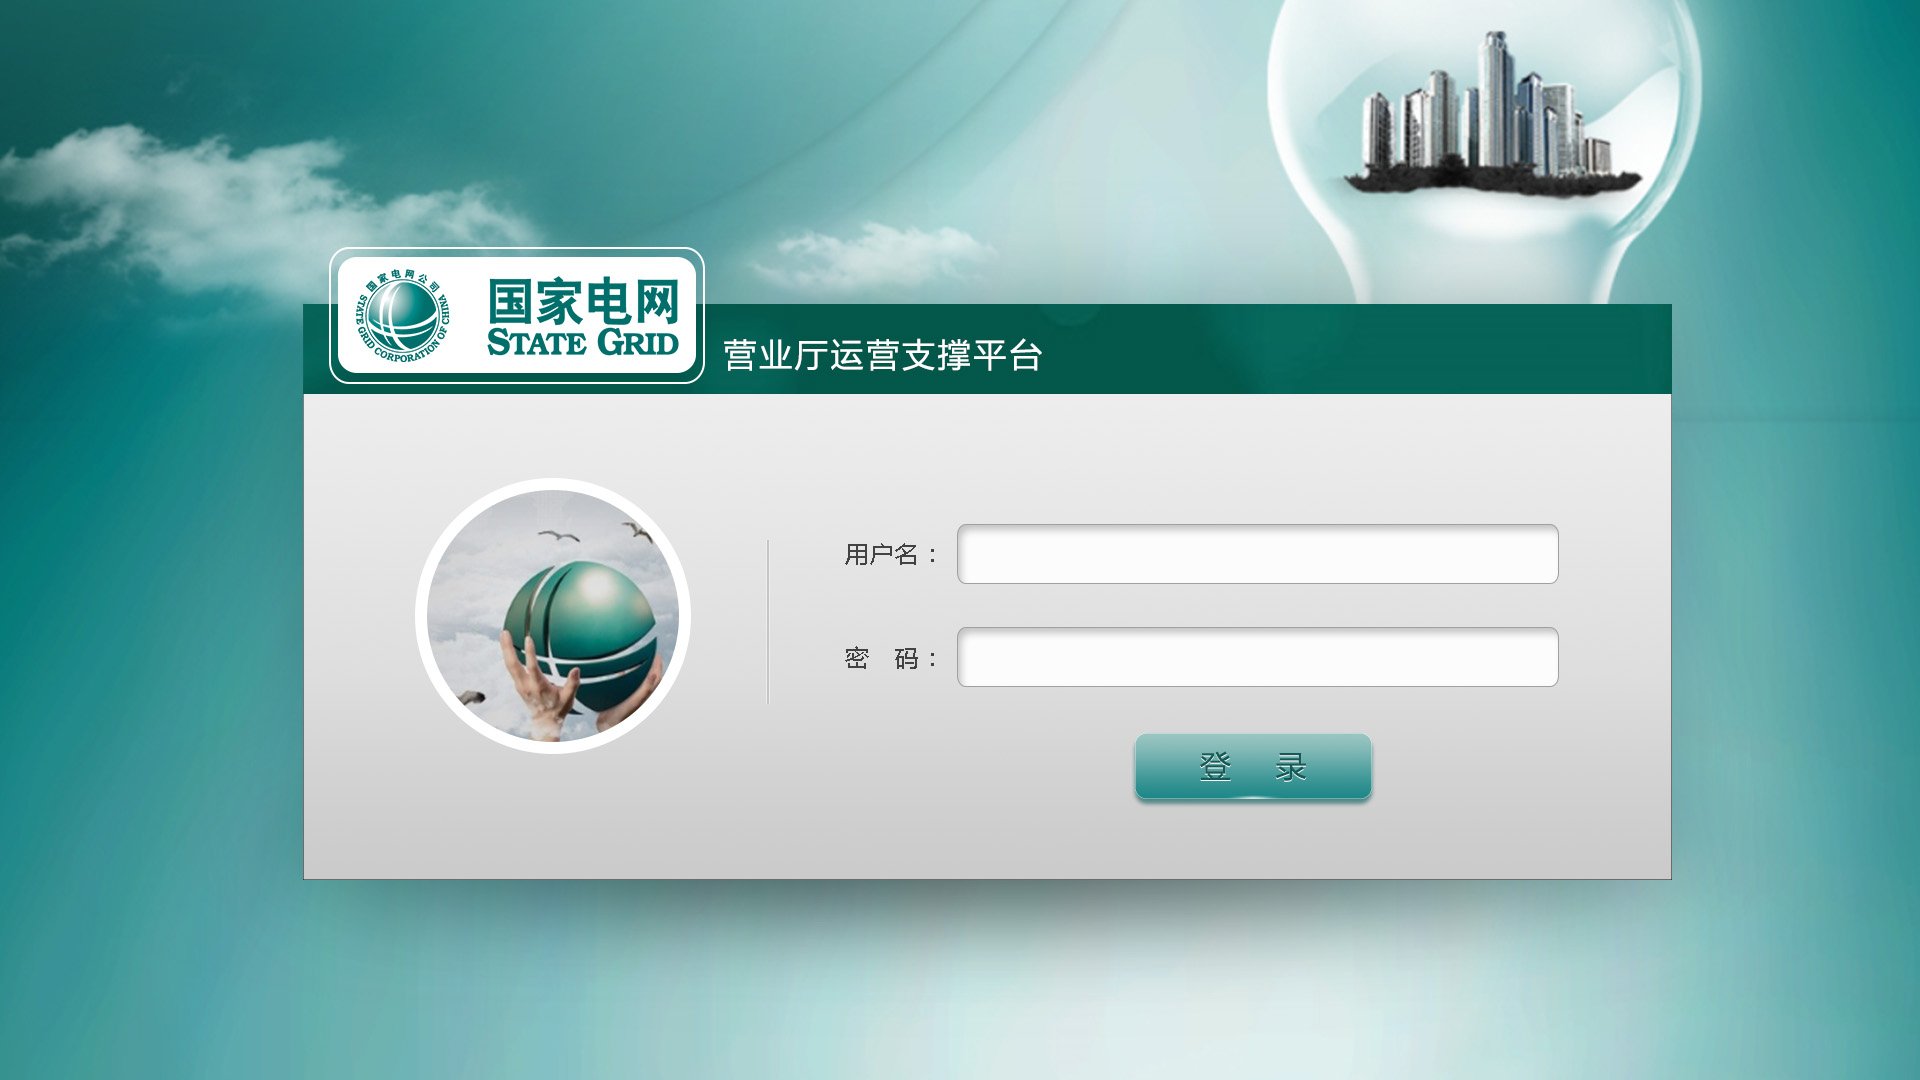 国家电网公司
STATE GRID CORPORATION OF CHINA
国家电网
STATE GRID
营业厅运营支撑平台
用户名：
密 码：
登 录